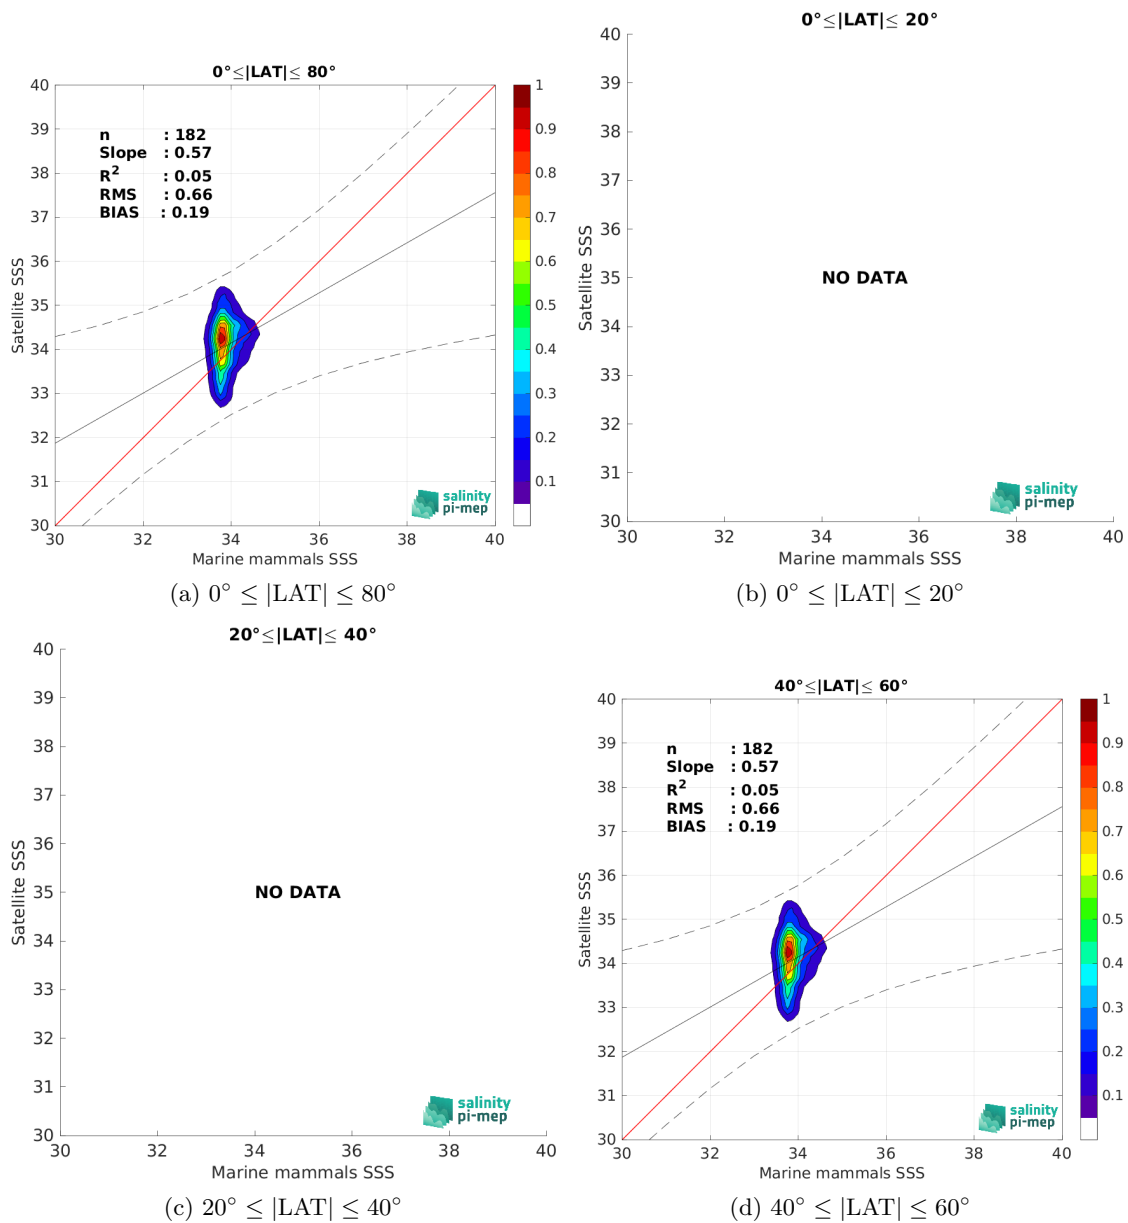 0°≤|LAT|≤ 80°
40
39
38
37
36
35
34
33
32
31
30
Satellite SSS
n : 182
Slope : 0.57
R² : 0.05
RMS : 0.66
BIAS : 0.19
salinity
pi-mep
30 32 34 36 38 40
Marine mammals SSS
1
0.9
0.8
0.7
0.6
0.5
0.4
0.3
0.2
0.1
(a) 0° ≤ |LAT| ≤ 80°
0°≤|LAT|≤ 20°
40
39
38
37
36
35
34
33
32
31
30
Satellite SSS
NO DATA
salinity
pi-mep
30 32 34 36 38 40
Marine mammals SSS
(b) 0° ≤ |LAT| ≤ 20°
20°≤|LAT|≤ 40°
40
39
38
37
36
35
34
33
32
31
30
Satellite SSS
NO DATA
salinity
pi-mep
30 32 34 36 38 40
Marine mammals SSS
(c) 20° ≤ |LAT| ≤ 40°
40°≤|LAT|≤ 60°
40
39
38
37
36
35
34
33
32
31
30
Satellite SSS
n : 182
Slope : 0.57
R² : 0.05
RMS : 0.66
BIAS : 0.19
salinity
pi-mep
30 32 34 36 38 40
Marine mammals SSS
1
0.9
0.8
0.7
0.6
0.5
0.4
0.3
0.2
0.1
(d) 40° ≤ |LAT| ≤ 60°